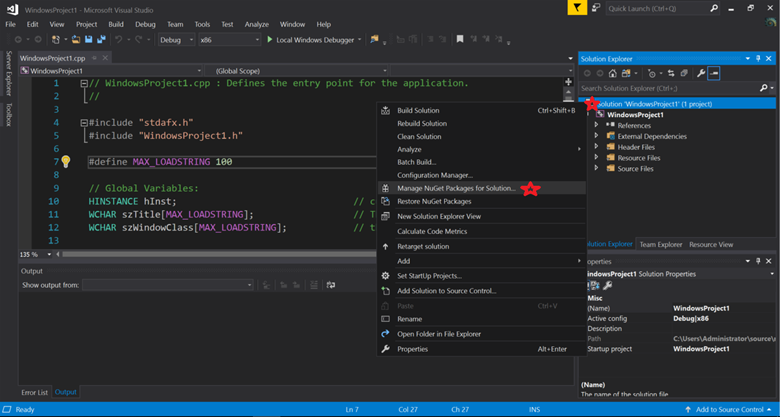 WindowsProject1 - Microsoft Visual Studio
Quick Launch (Ctrl+Q)
File Edit View Project Build Debug Team Tools Test Analyze Window Help
Debug x86 Local Windows Debugger
Server Explorer
Toolbox
WindowsProject1.cpp
WindowsProject1 (Global Scope)
1 // WindowsProject1.cpp : Defines the entry point for the application.
2 //
3
4 #include "stdafx.h"
5 #include "WindowsProject1.h"
6
7 #define MAX_LOADSTRING 100
8
9 // Global Variables:
10 HINSTANCE hInst; // c
11 WCHAR szTitle[MAX_LOADSTRING]; // T
12 WCHAR szWindowClass[MAX_LOADSTRING]; // t
13
135 %
Output
Show output from:
Error List Output
Build Solution Ctrl+Shift+B
Rebuild Solution
Clean Solution
Analyze
Batch Build...
Configuration Manager...
Manage NuGet Packages for Solution...
Restore NuGet Packages
New Solution Explorer View
Calculate Code Metrics
Retarget solution
Add
Set StartUp Projects...
Add Solution to Source Control...
Paste Ctrl+V
Rename
Open Folder in File Explorer
Properties Alt+Enter
Solution Explorer
Search Solution Explorer (Ctrl+;)
Solution 'WindowsProject1' (1 project)
WindowsProject1
References
External Dependencies
Header Files
Resource Files
Source Files
olution Explorer Team Explorer Resource View
roperties
indowsProject1 Solution Properties
Misc
(Name) WindowsProject1
Active config Debug|x86
Description
Path C:\Users\Administrator\source\
Startup project WindowsProject1
(Name)
The name of the solution file.
Ready Ln 7 Col 27 Ch 27 INS Add to Source Control